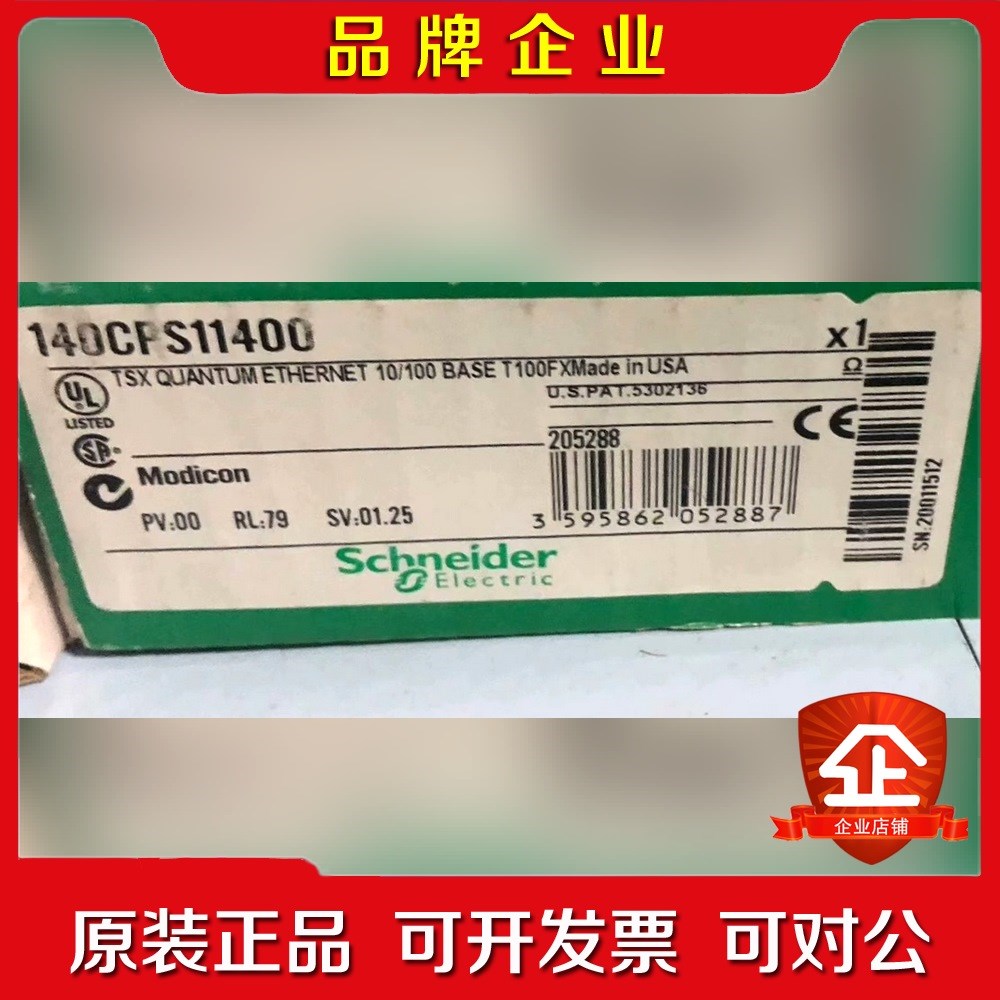 品牌企业
140CPS11400
x1
TSX QUANTUM ETHERNET 10/100 BASE T100FXMade in USA
Ω
U.S.PAT.5302136
UL
LISTED
CE
205288
Modicon
PV:00 RL:79 SV:01.25
3 595862 052887
SN:20011512
Schneider
Electric
企
企业店铺
原装正品 可开发票 可对公